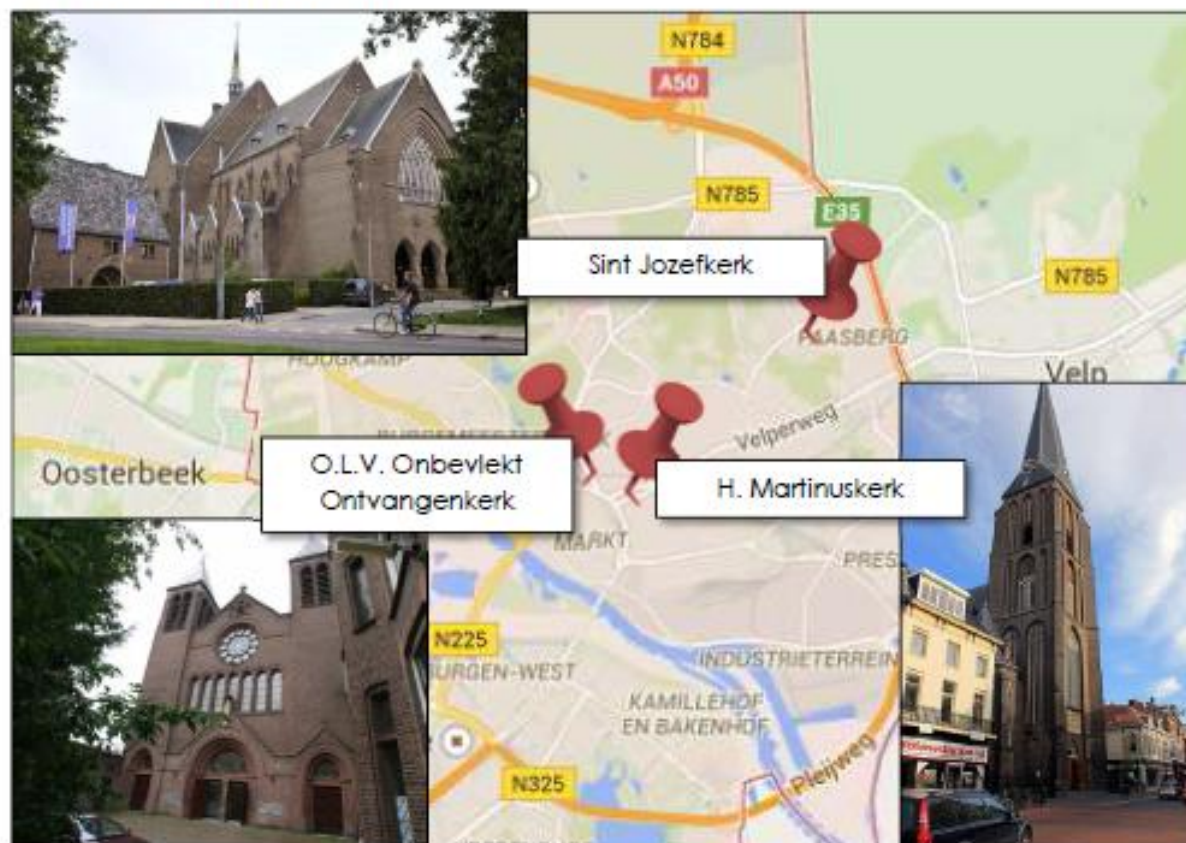 N784
A50
N785
E35
Sint Jozefkerk
N785
PAASBERG
HOOGKAMP
Velp
Velperweg
Oosterbeek
O.L.V. Onbevlekt
Ontvangenkerk
H. Martinuskerk
MARKT
N225
INDUSTRIETERREIN
KAMILLEHOF
EN BAKENHOF
Pleijweg
N325